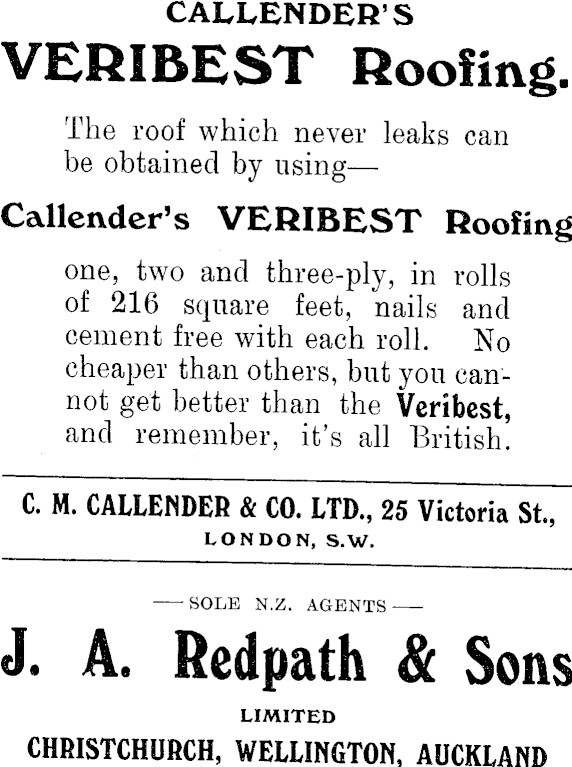 CALLENDER'S
VERIBEST Roofing.
The roof which never leaks can
be obtained by using—
Callender's VERIBEST Roofing
one, two and three-ply, in rolls
of 216 square feet, nails and
cement free with each roll. No
cheaper than others, but you can-
not get better than the Veribest,
and remember, it's all British.
C. M. CALLENDER & CO. LTD., 25 Victoria St.,
LONDON, S.W.
— SOLE N.Z. AGENTS —
J. A. Redpath & Sons
LIMITED
CHRISTCHURCH, WELLINGTON, AUCKLAND